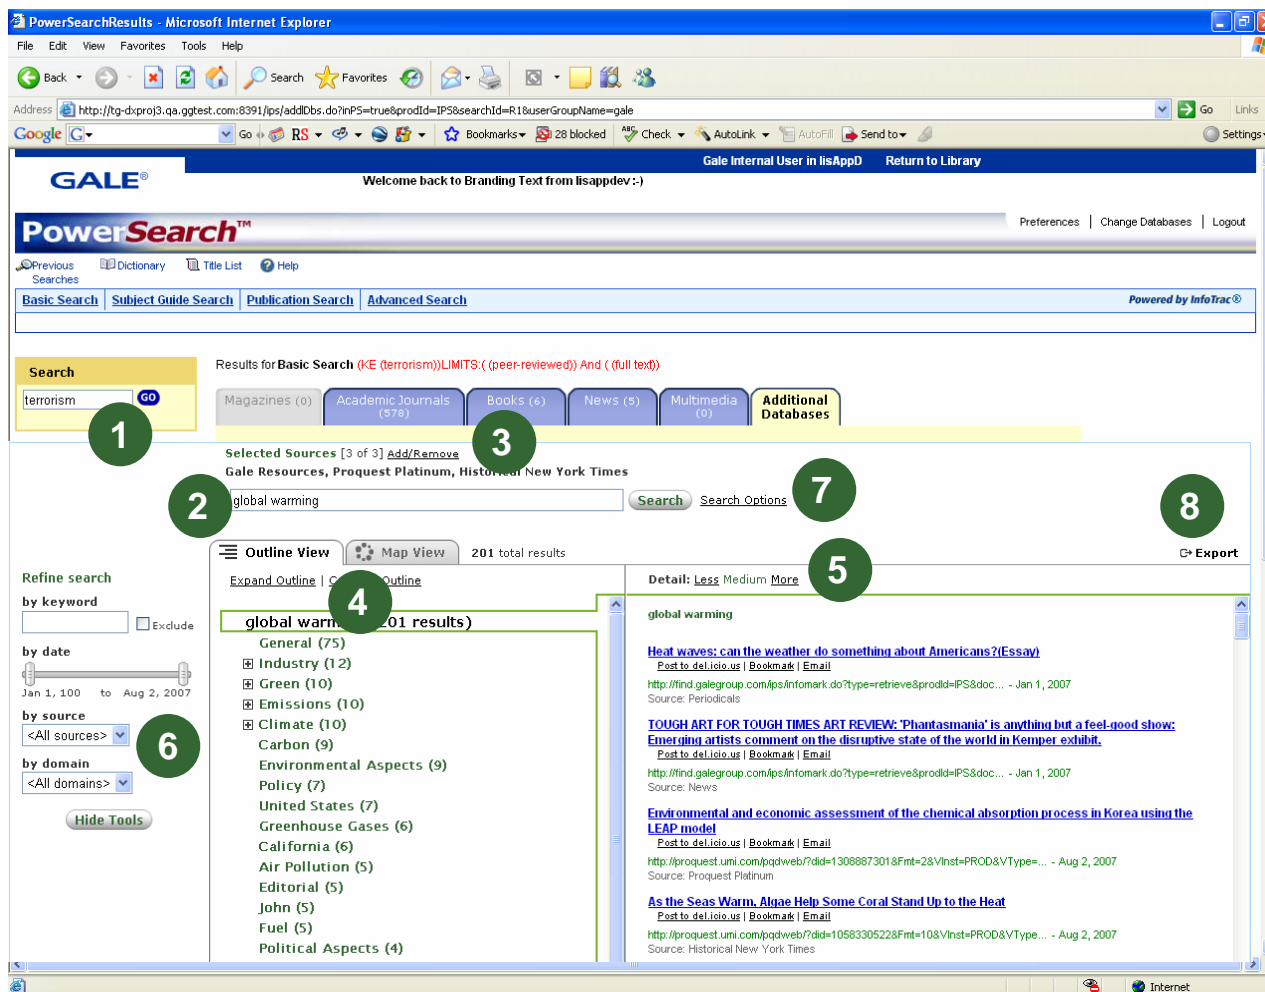 PowerSearchResults - Microsoft Internet Explorer
File Edit View Favorites Tools Help
Back Search Favorites
Address http://tg-dxproj3.qa.ggtest.com:8391/ips/addlDbs.do?inPS=true&prodId=IPS&searchId=R1&userGroupName=gale Go Links
Google G Go RS Bookmarks 28 blocked ABC Check AutoLink AutoFill Send to Settings
Gale Internal User in lisAppD Return to Library
GALE® Welcome back to Branding Text from lisappdev :-)
PowerSearch™ Preferences | Change Databases | Logout
Previous Searches Dictionary Title List Help
Basic Search Subject Guide Search Publication Search Advanced Search Powered by InfoTrac®
Search
Results for Basic Search (KE (terrorism))LIMITS:( (peer-reviewed)) And ( (full text))
terrorism GO
Magazines (0) Academic Journals (578) Books (6) News (5) Multimedia (0) Additional Databases
1
3
Selected Sources [3 of 3] Add/Remove
Gale Resources, Proquest Platinum, Historical New York Times
2
global warming Search Search Options
7
8
Outline View Map View 201 total results
Export
Refine search
by keyword
Exclude
by date
Jan 1, 100 to Aug 2, 2007
by source
<All sources>
6
by domain
<All domains>
Hide Tools
Expand Outline | Outline
4
global 201 results)
General (75)
Industry (12)
Green (10)
Emissions (10)
Climate (10)
Carbon (9)
Environmental Aspects (9)
Policy (7)
United States (7)
Greenhouse Gases (6)
California (6)
Air Pollution (5)
Editorial (5)
John (5)
Fuel (5)
Political Aspects (4)
Detail: Less Medium More
5
global warming
Heat waves: can the weather do something about Americans?(Essay)
Post to del.icio.us | Bookmark | Email
http://find.galegroup.com/ips/infomark.do?type=retrieve&prodId=IPS&doc... - Jan 1, 2007
Source: Periodicals
TOUGH ART FOR TOUGH TIMES ART REVIEW: 'Phantasmania' is anything but a feel-good show:
Emerging artists comment on the disruptive state of the world in Kemper exhibit.
Post to del.icio.us | Bookmark | Email
http://find.galegroup.com/ips/infomark.do?type=retrieve&prodId=IPS&doc... - Jan 1, 2007
Source: News
Environmental and economic assessment of the chemical absorption process in Korea using the
LEAP model
Post to del.icio.us | Bookmark | Email
http://proquest.umi.com/pqdweb/?did=1308887301&Fmt=2&VInst=PROD&VType=... - Aug 2, 2007
Source: Proquest Platinum
As the Seas Warm, Algae Help Some Coral Stand Up to the Heat
Post to del.icio.us | Bookmark | Email
http://proquest.umi.com/pqdweb/?did=1058330522&Fmt=10&VInst=PROD&VType... - Aug 2, 2007
Source: Historical New York Times
Internet